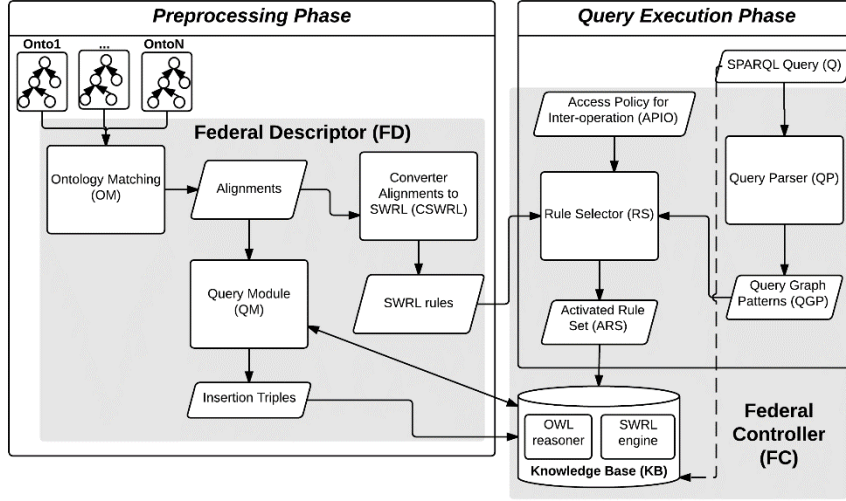 Preprocessing Phase
Onto1
...
OntoN
Federal Descriptor (FD)
Ontology Matching
(OM)
Alignments
Converter
Alignments to
SWRL (CSWRL)
Query Module
(QM)
SWRL rules
Insertion Triples
Query Execution Phase
SPARQL Query (Q)
Access Policy for
Inter-operation (APIO)
Query Parser (QP)
Rule Selector (RS)
Query Graph
Patterns (QGP)
Activated Rule
Set (ARS)
OWL
reasoner
SWRL
engine
Knowledge Base (KB)
Federal
Controller
(FC)